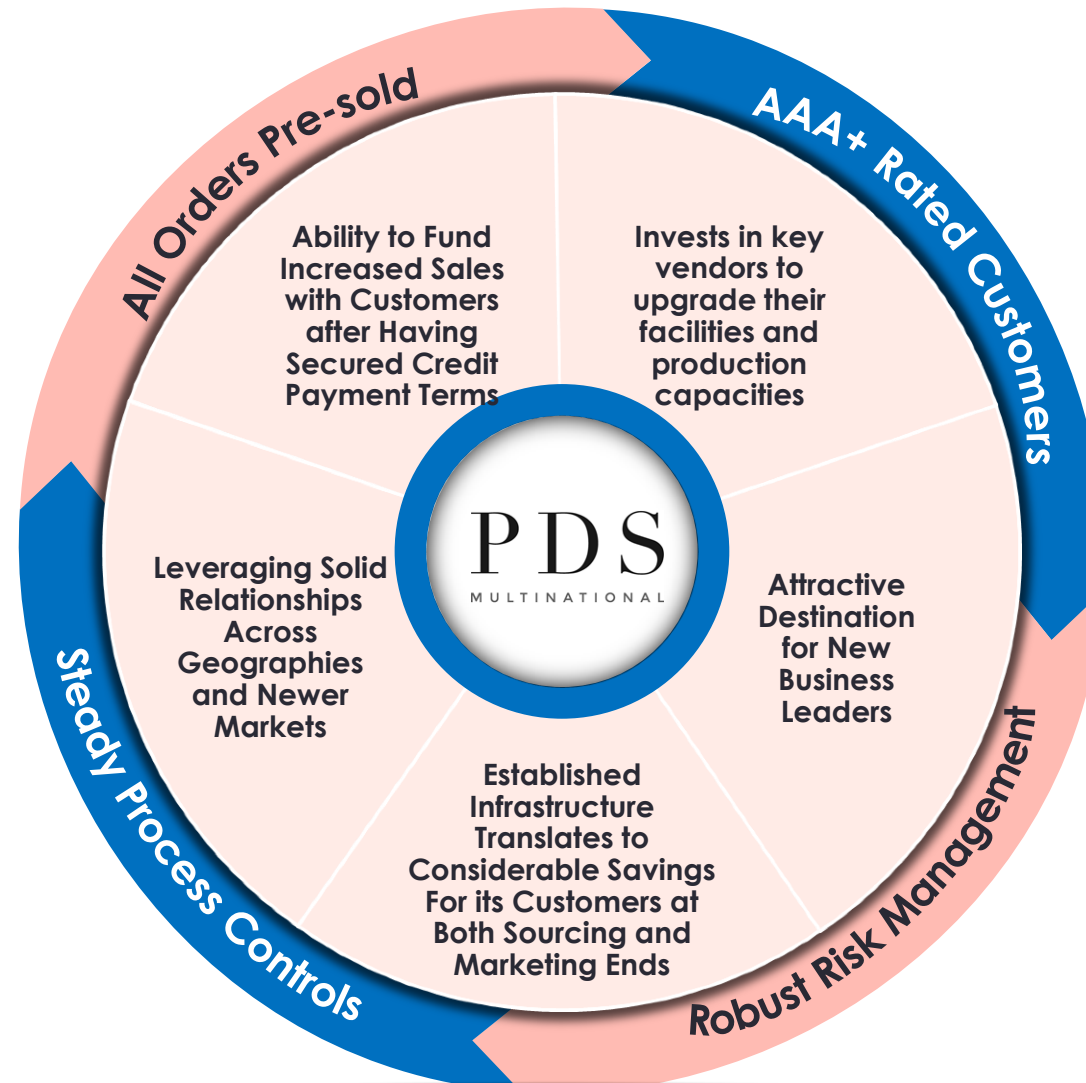 All Orders Pre-sold
AAA+ Rated Customers
Robust Risk Management
Steady Process Controls
Ability to Fund
Increased Sales
with Customers
after Having
Secured Credit
Payment Terms
Invests in key
vendors to
upgrade their
facilities and
production
capacities
Attractive
Destination
for New
Business
Leaders
Established
Infrastructure
Translates to
Considerable Savings
For its Customers at
Both Sourcing and
Marketing Ends
Leveraging Solid
Relationships
Across
Geographies
and Newer
Markets
PDS
MULTINATIONAL